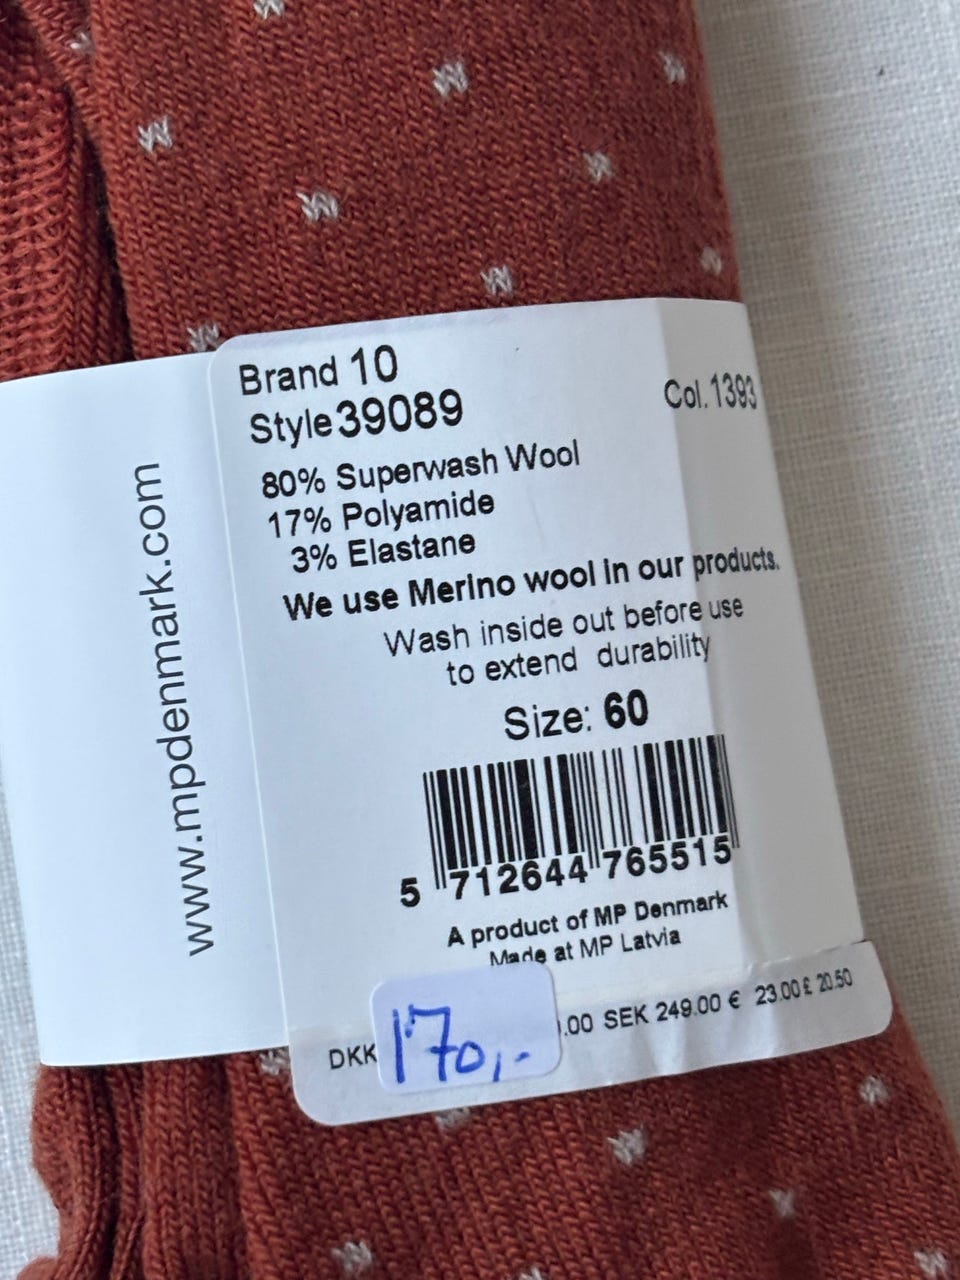 www.mpdenmark.com
Brand 10
Style 39089
Col. 1393
80% Superwash Wool
17% Polyamide
3% Elastane
We use Merino wool in our products.
Wash inside out before use
to extend durability
Size: 60
5 712644 765515
A product of MP Denmark
Made at MP Latvia
DKK .00 SEK 249.00 € 23.00 £ 20.50
170,-